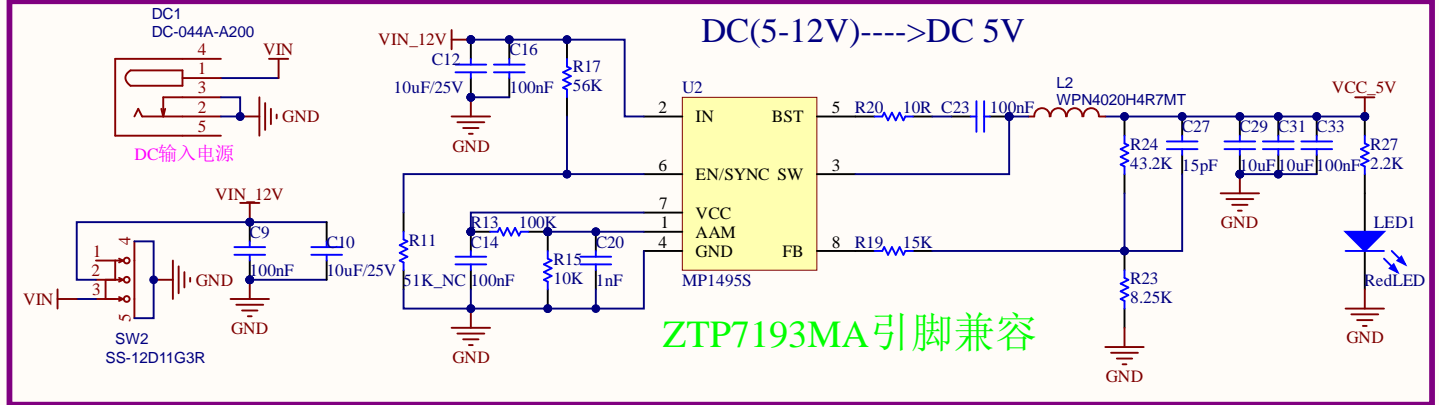 DC1
DC-044A-A200
VIN
4
1
3
2
5
GND
DC输入电源
VIN_12V
C9
100nF
C10
10uF/25V
GND
4
1
2
3
5
VIN
GND
SW2
SS-12D11G3R
DC(5-12V)---->DC 5V
VIN_12V
C12
10uF/25V
C16
100nF
R17
56K
GND
U2
2 IN
BST 5
6 EN/SYNC
SW 3
7 VCC
1 AAM
4 GND
FB 8
MP1495S
R11
51K_NC
R13 100K
C14
100nF
R15
10K
C20
1nF
GND
R20 10R
C23 100nF
L2
WPN4020H4R7MT
R19 15K
R24
43.2K
C27
15pF
R23
8.25K
GND
C29
10uF
C31
10uF
C33
100nF
GND
VCC_5V
R27
2.2K
LED1
RedLED
GND
ZTP7193MA引脚兼容